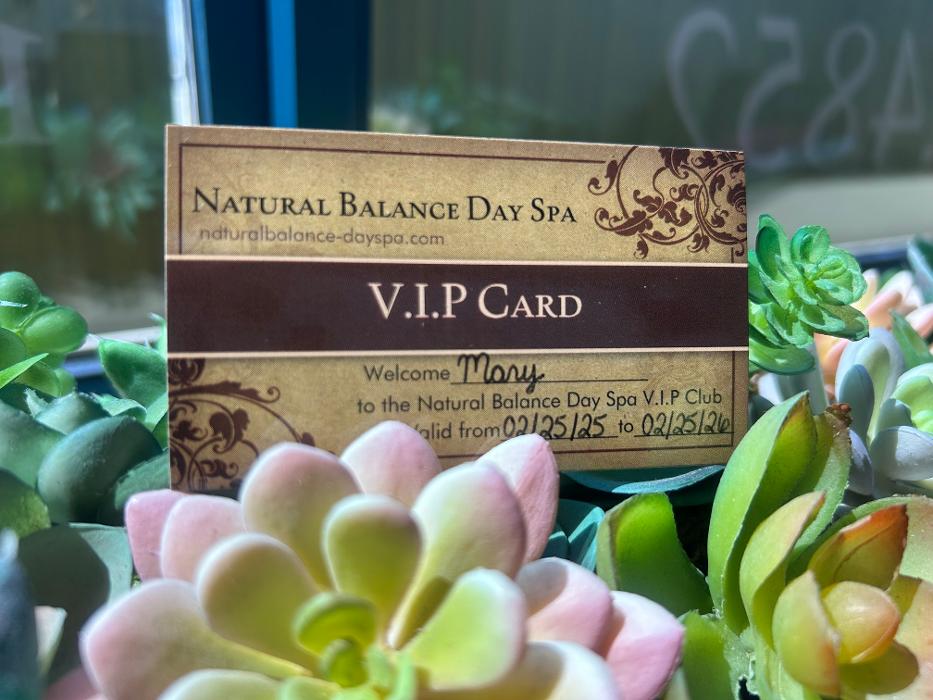 NATURAL BALANCE DAY SPA
naturalbalance-dayspa.com
V.I.P CARD
Welcome Mary
to the Natural Balance Day Spa V.I.P Club
alid from 02/25/25 to 02/25/26